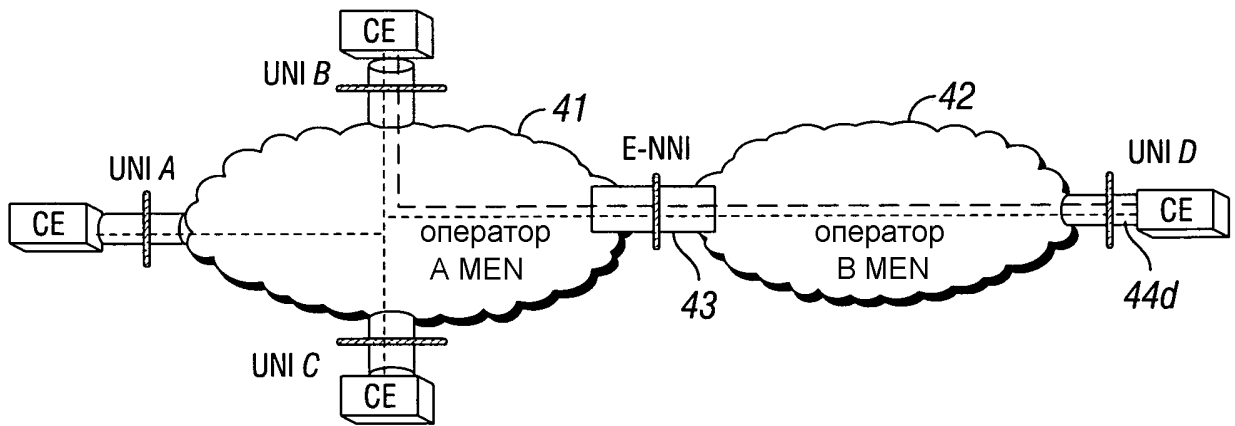 CE
UNI B
41
42
E-NNI
UNI A
UNI D
CE
CE
оператор
A MEN
оператор
B MEN
43
44d
UNI C
CE